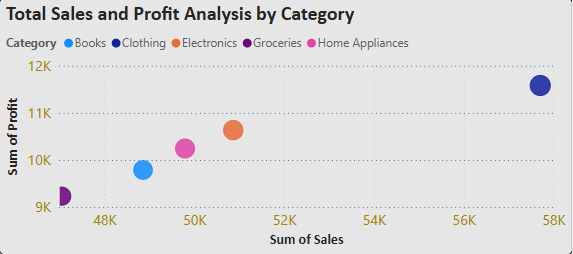 Total Sales and Profit Analysis by Category
Category Books Clothing Electronics Groceries Home Appliances
12K
11K
10K
9K
Sum of Profit
48K 50K 52K 54K 56K 58K
Sum of Sales